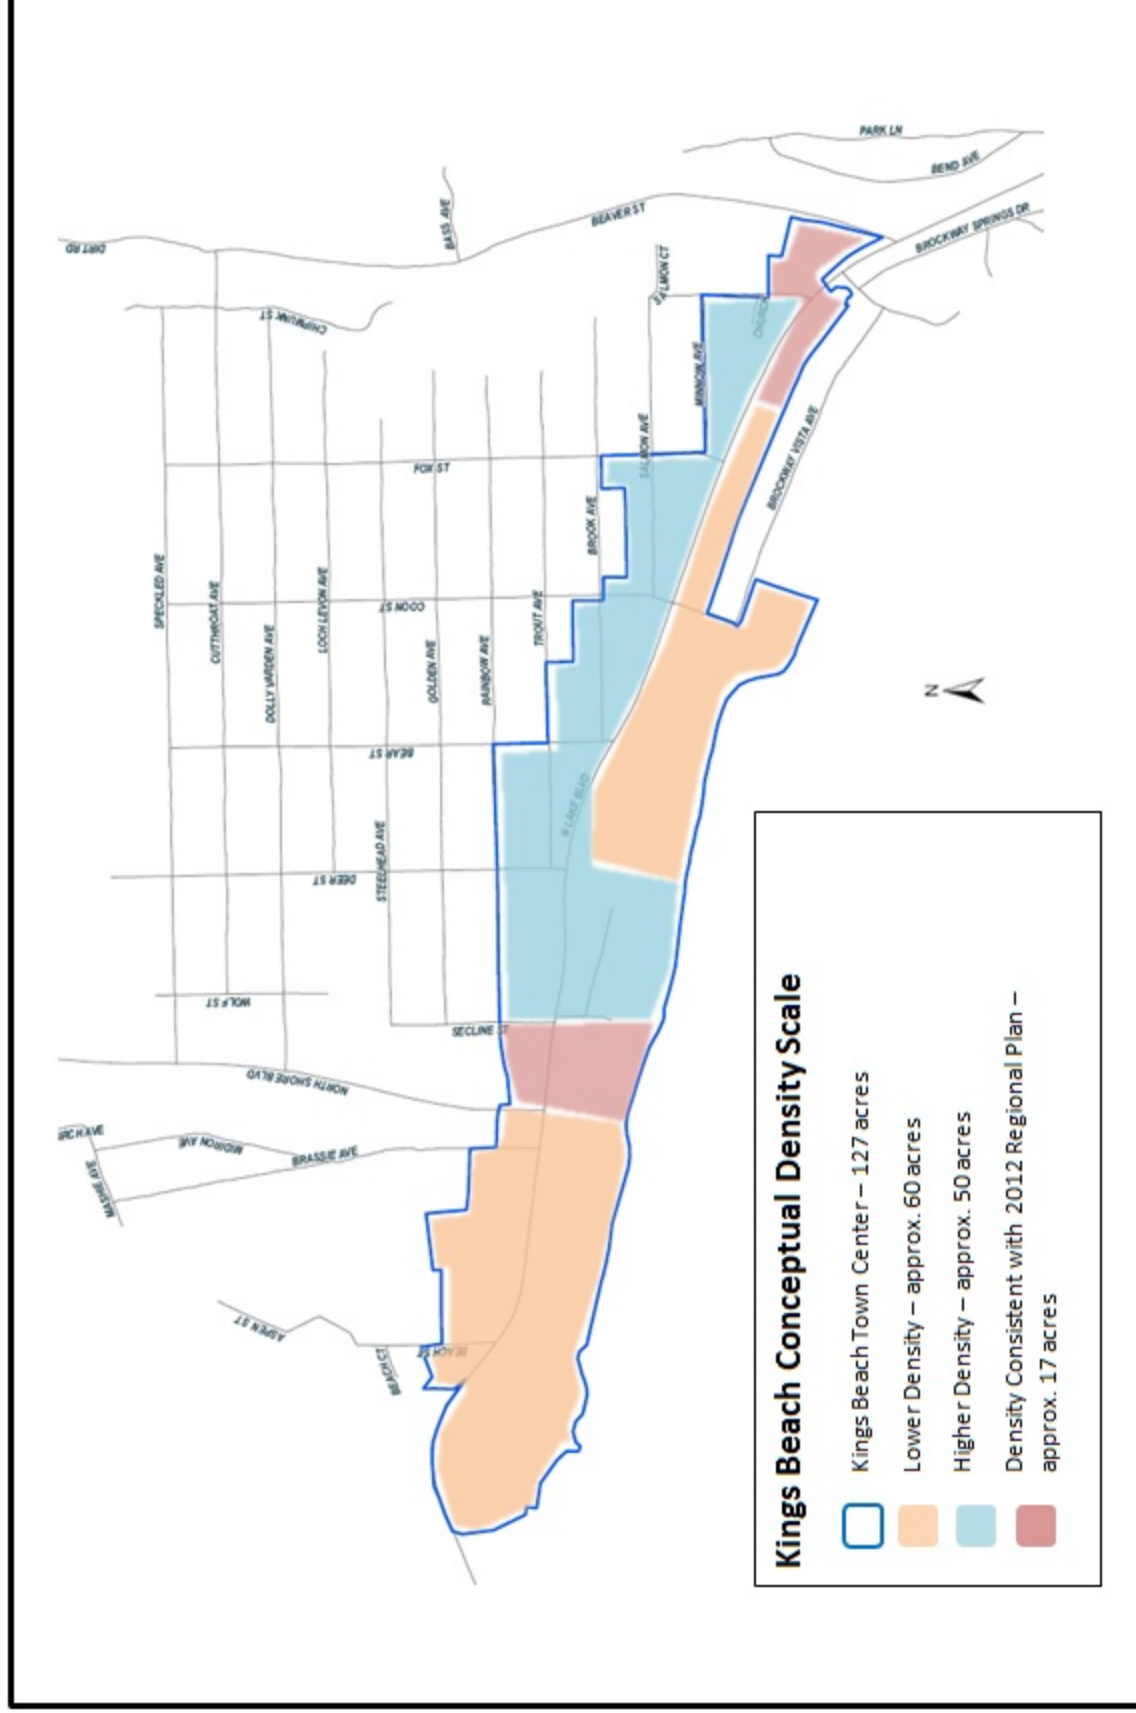 DIRT RD
BASS AVE
BEAVER ST
PARK LN
BEND AVE
BROCKWAY SPRINGS DR
CHIPMUNK ST
SALMON CT
CHURCH
MINNOW AVE
SALMON AVE
FOX ST
BROCKWAY VISTA AVE
BROOK AVE
SPECKLED AVE
CUTTHROAT AVE
DOLLY VARDEN AVE
LOCH LEVON AVE
COON ST
GOLDEN AVE
RAINBOW AVE
TROUT AVE
BEAR ST
N LAKE BLVD
STEELHEAD AVE
DEER ST
WOLF ST
SECLINE ST
NORTH SHORE BLVD
IRCH AVE
MIDIRON AVE
MASHIE AVE
BRASSIE AVE
ASPEN ST
BEACH CT
BEACH ST
N
Kings Beach Conceptual Density Scale
Kings Beach Town Center – 127 acres
Lower Density – approx. 60 acres
Higher Density – approx. 50 acres
Density Consistent with 2012 Regional Plan –
approx. 17 acres